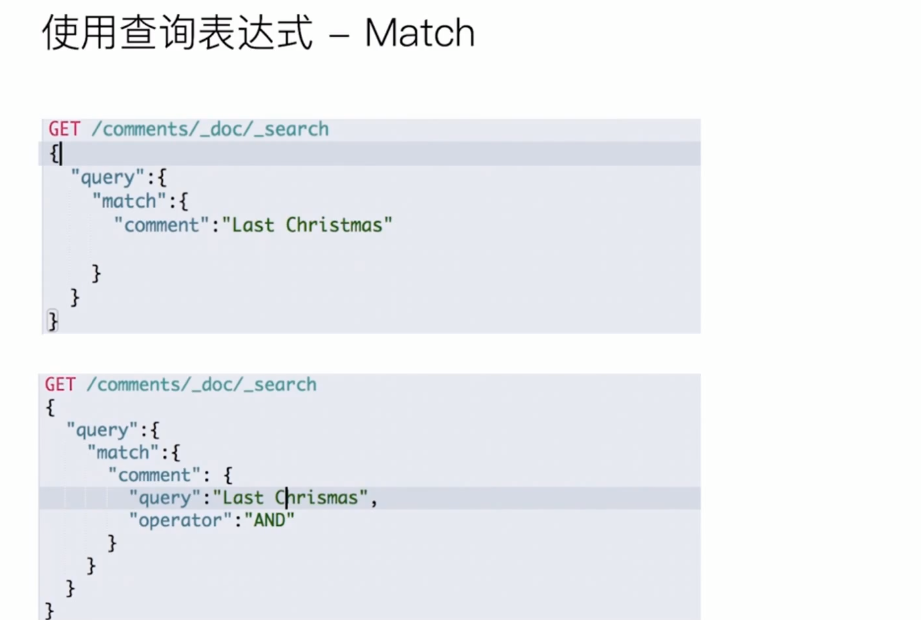 使用查询表达式 – Match
GET /comments/_doc/_search
{
"query":{
"match":{
"comment":"Last Christmas"
}
}
}
GET /comments/_doc/_search
{
"query":{
"match":{
"comment": {
"query":"Last Chrismas",
"operator":"AND"
}
}
}
}